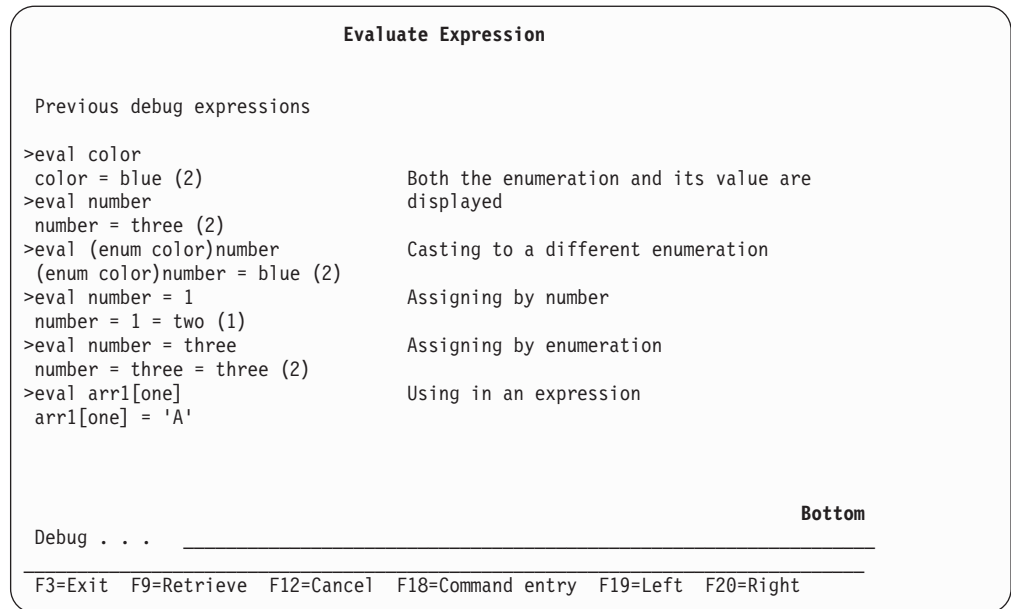 Evaluate Expression
Previous debug expressions
>eval color
color = blue (2) Both the enumeration and its value are
>eval number displayed
number = three (2)
>eval (enum color)number Casting to a different enumeration
(enum color)number = blue (2)
>eval number = 1 Assigning by number
number = 1 = two (1)
>eval number = three Assigning by enumeration
number = three = three (2)
>eval arr1[one] Using in an expression
arr1[one] = 'A'
Bottom
Debug . . . _______________________________________________________________
F3=Exit F9=Retrieve F12=Cancel F18=Command entry F19=Left F20=Right